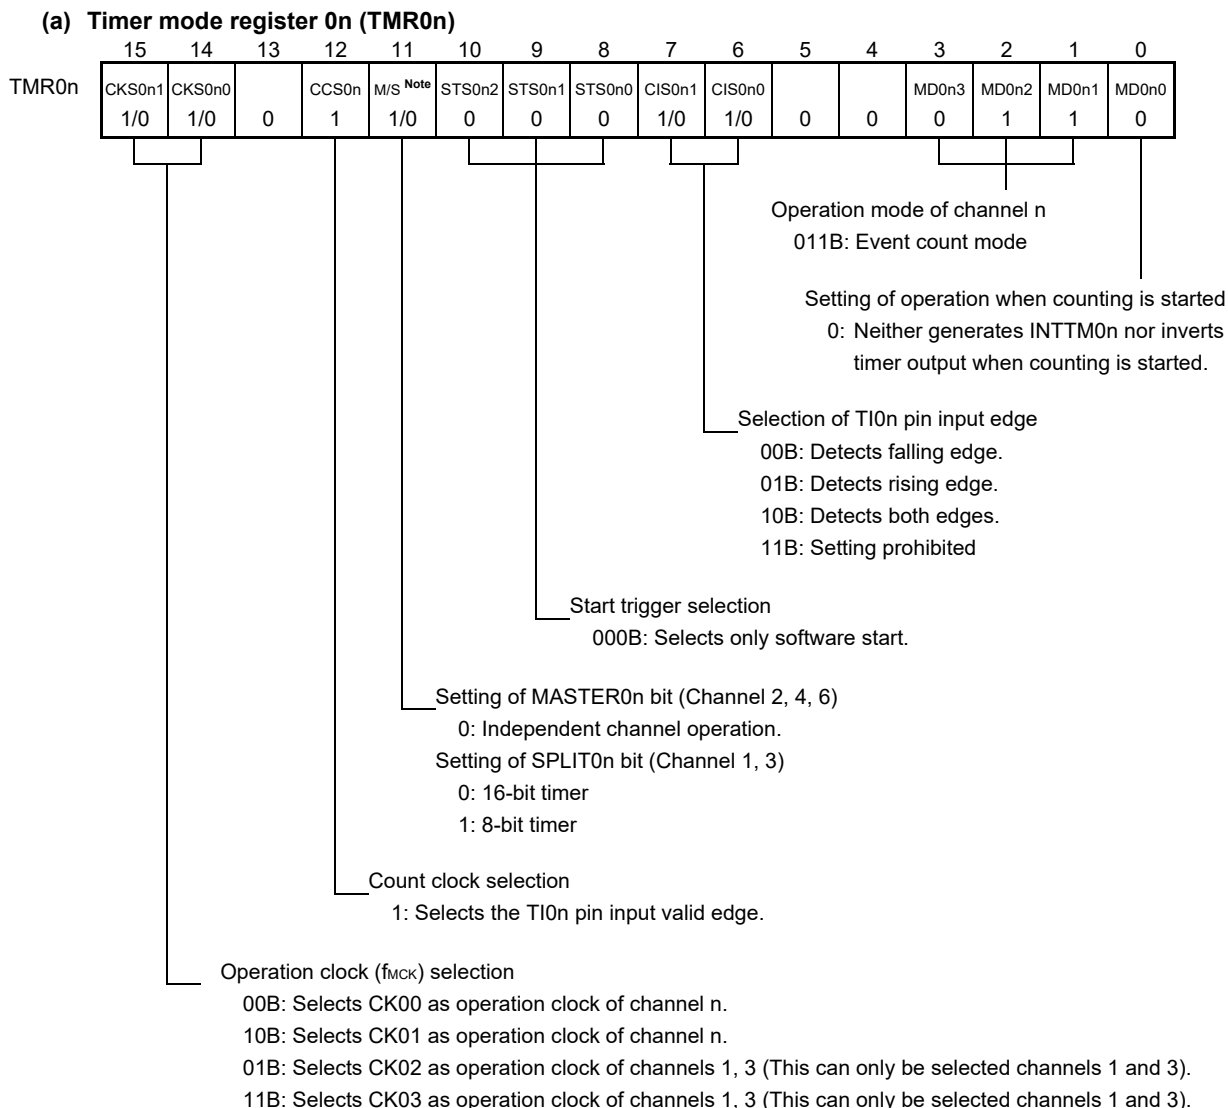 (a) Timer mode register 0n (TMR0n)
15 14 13 12 11 10 9 8 7 6 5 4 3 2 1 0
TMR0n CKS0n1 CKS0n0 CCS0n M/S Note STS0n2 STS0n1 STS0n0 CIS0n1 CIS0n0 MD0n3 MD0n2 MD0n1 MD0n0
1/0 1/0 0 1 1/0 0 0 0 1/0 1/0 0 0 0 1 1 0
Operation mode of channel n
011B: Event count mode
Setting of operation when counting is started
0: Neither generates INTTM0n nor inverts
timer output when counting is started.
Selection of TI0n pin input edge
00B: Detects falling edge.
01B: Detects rising edge.
10B: Detects both edges.
11B: Setting prohibited
Start trigger selection
000B: Selects only software start.
Setting of MASTER0n bit (Channel 2, 4, 6)
0: Independent channel operation.
Setting of SPLIT0n bit (Channel 1, 3)
0: 16-bit timer
1: 8-bit timer
Count clock selection
1: Selects the TI0n pin input valid edge.
Operation clock (fMCK) selection
00B: Selects CK00 as operation clock of channel n.
10B: Selects CK01 as operation clock of channel n.
01B: Selects CK02 as operation clock of channels 1, 3 (This can only be selected channels 1 and 3).
11B: Selects CK03 as operation clock of channels 1, 3 (This can only be selected channels 1 and 3).